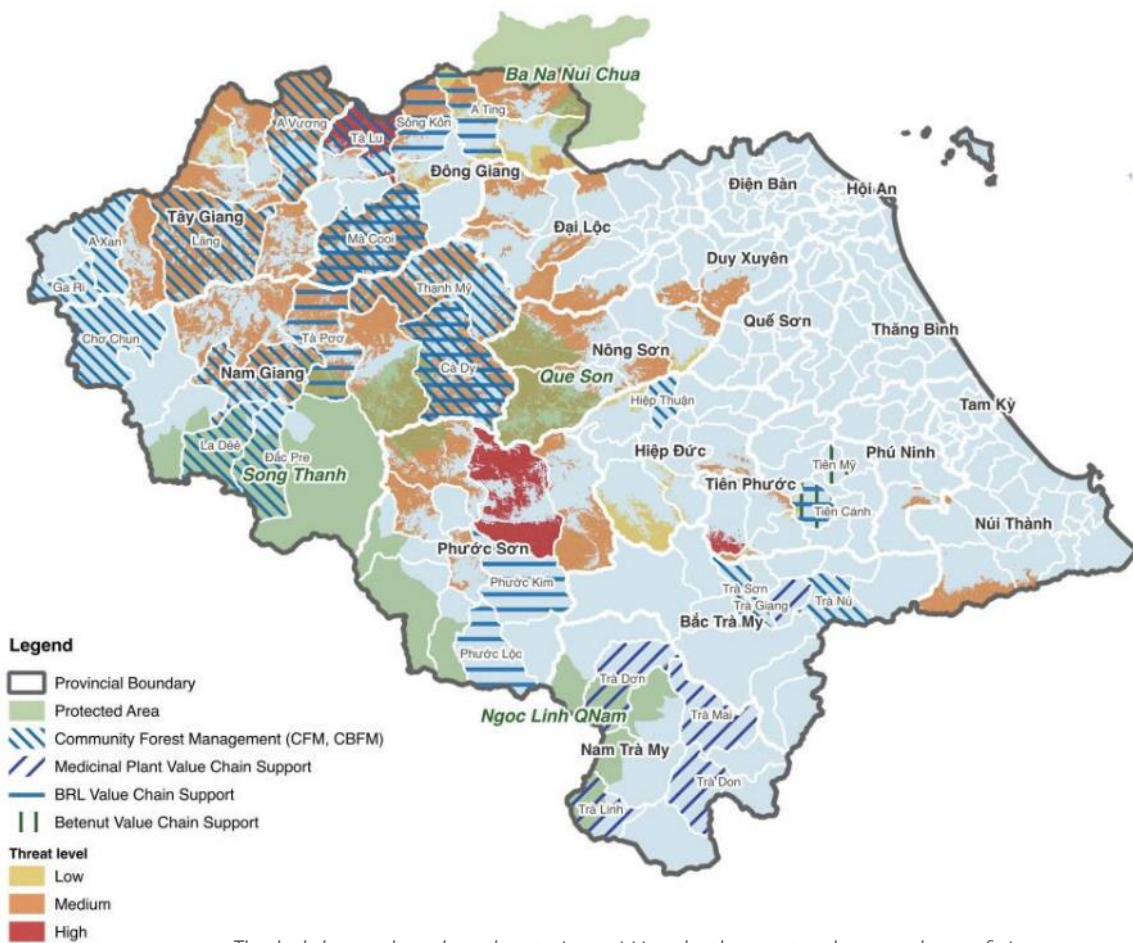 Ba Na Nui Chua
A Vương
Tà Lu
Sông Kôn
A Ting
Đông Giang
Điện Bàn
Hội An
Tây Giang
Đại Lộc
A Xan
Lăng
Mà Cooi
Duy Xuyên
Ga Ri
Thạnh Mỹ
Quế Sơn
Thăng Bình
Chơ Chun
Tà Pơơ
Nông Sơn
Nam Giang
Cà Dy
Que Son
Hiệp Thuận
Tam Kỳ
La Dêê
Đắc Pre
Song Thanh
Hiệp Đức
Phú Ninh
Tiên Mỹ
Tiên Phước
Tiên Cảnh
Núi Thành
Phước Sơn
Phước Kim
Trà Sơn
Trà Giang
Trà Nú
Bắc Trà My
Phước Lộc
Trà Dơn
Ngoc Linh QNam
Trà Mai
Nam Trà My
Trà Don
Trà Linh
Legend
Provincial Boundary
Protected Area
Community Forest Management (CFM, CBFM)
Medicinal Plant Value Chain Support
BRL Value Chain Support
Betenut Value Chain Support
Threat level
Low
Medium
High